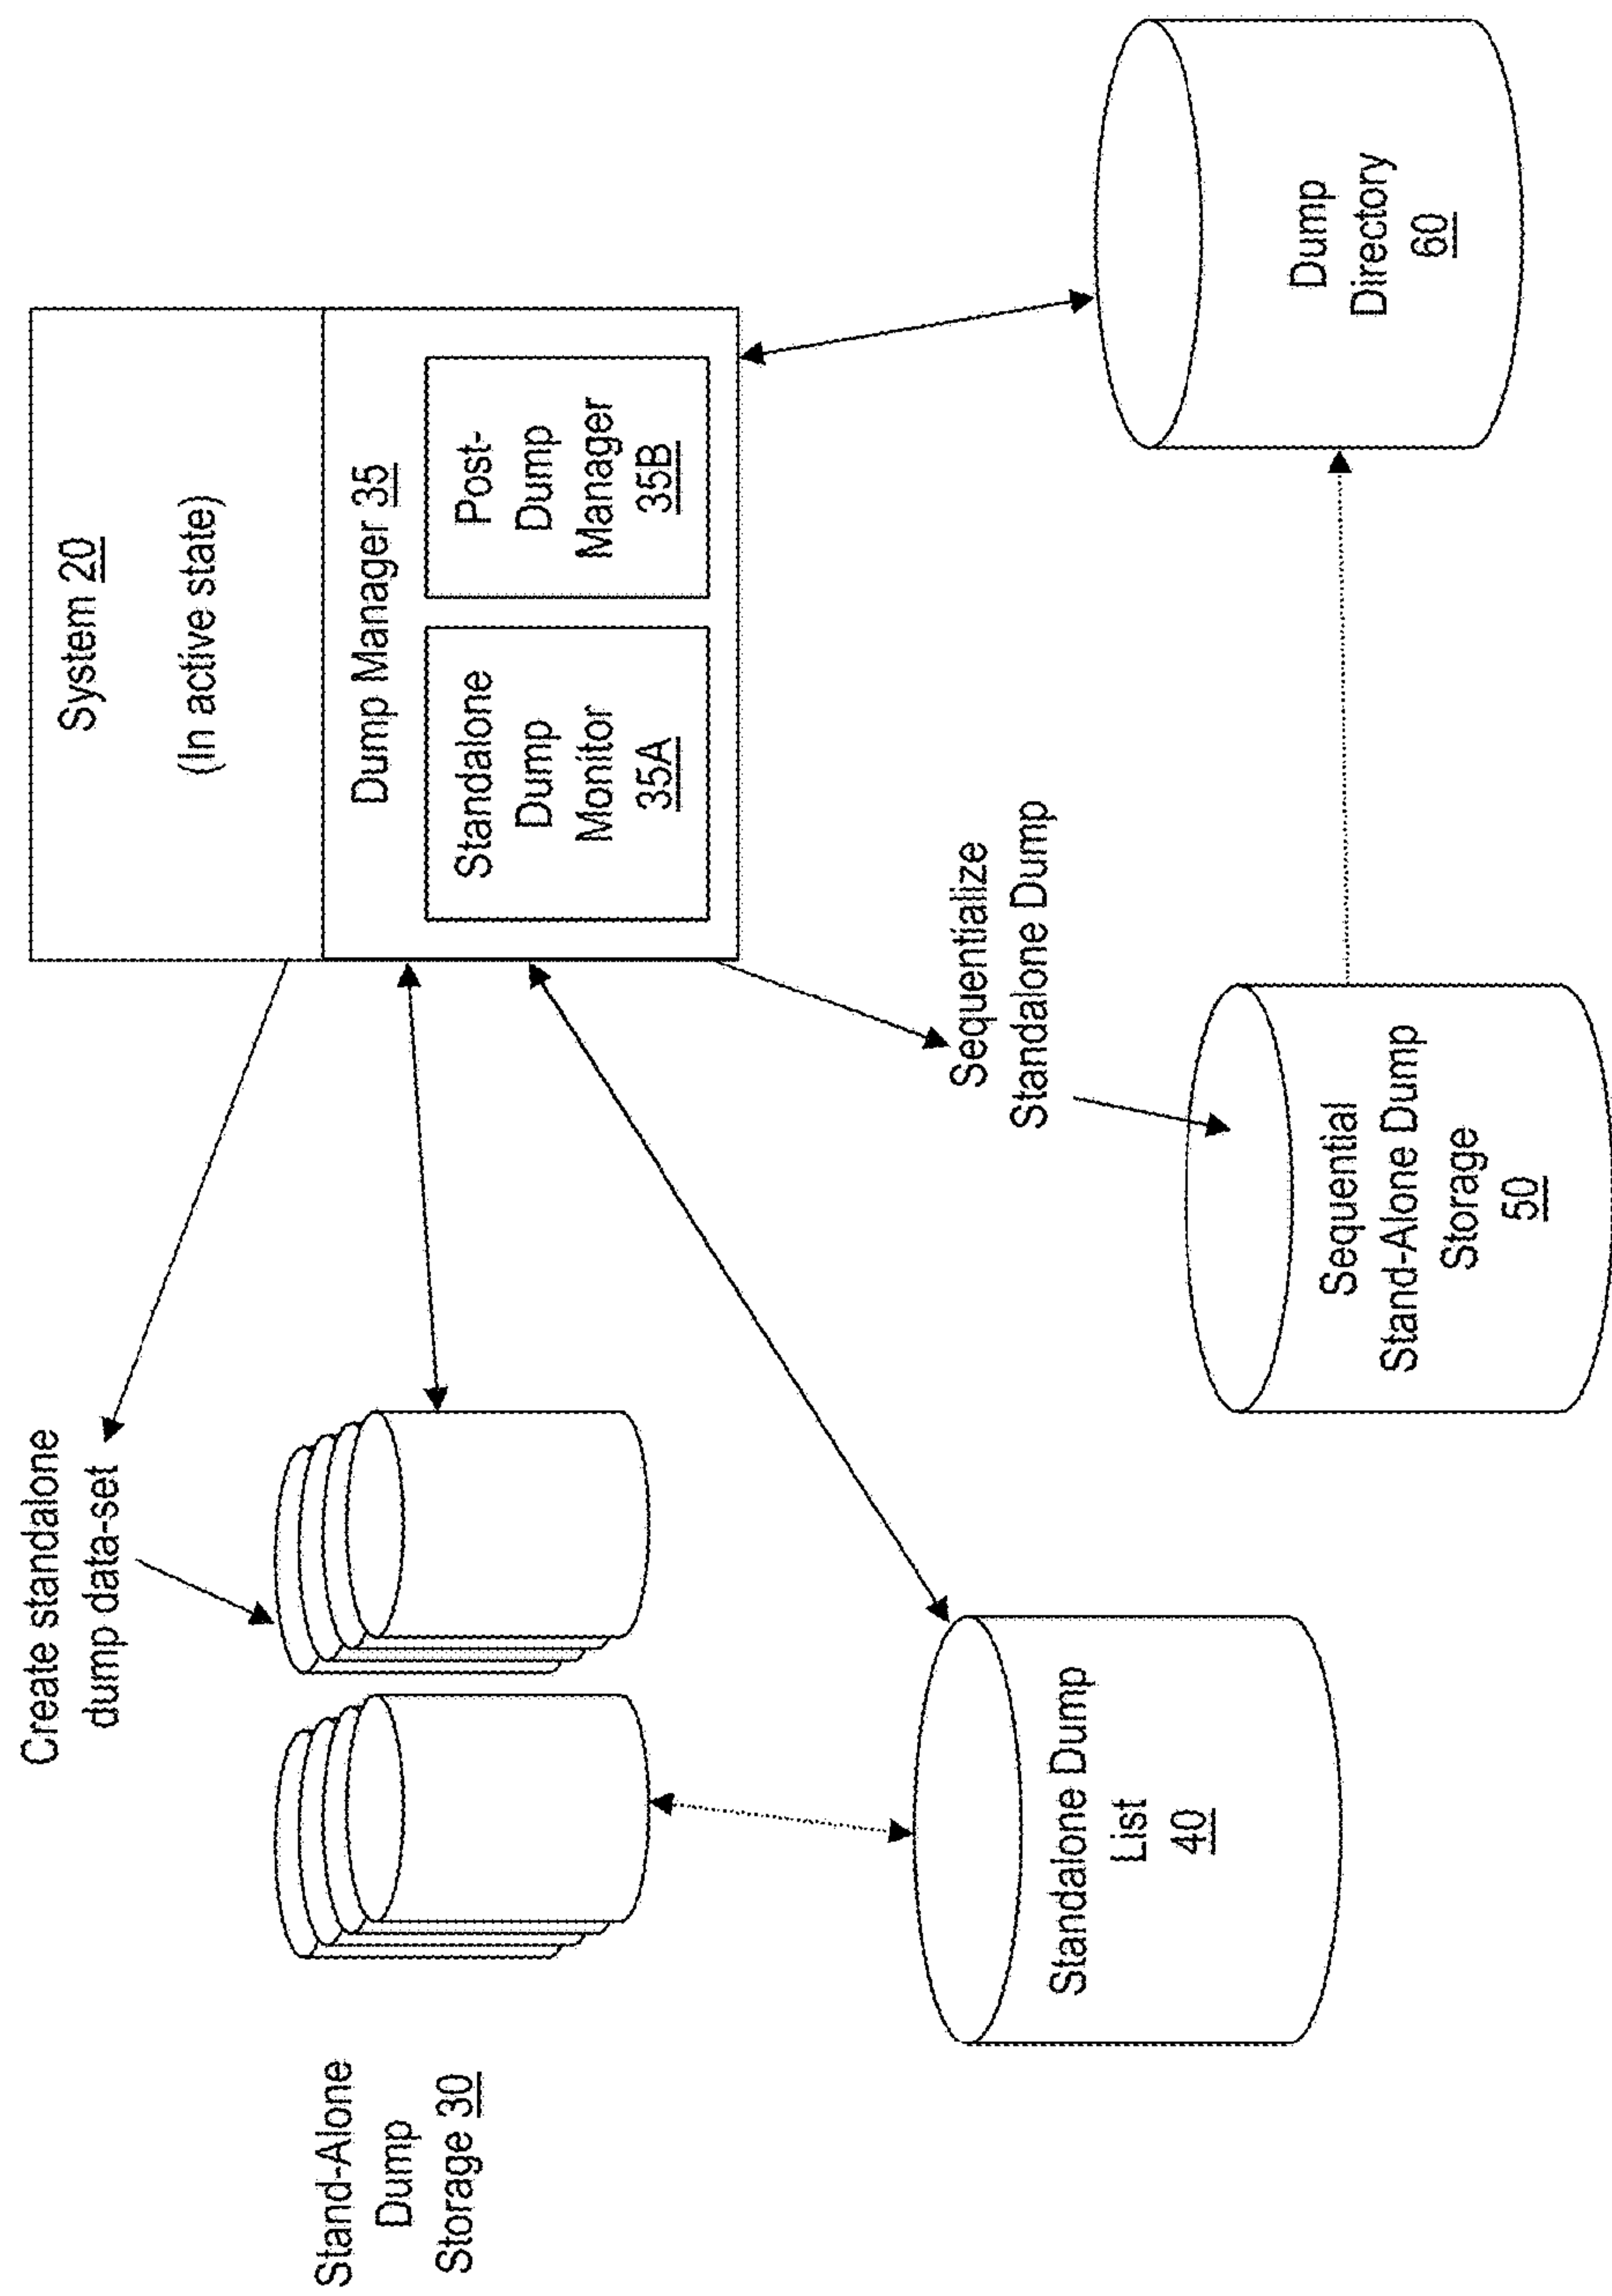 Create standalone
dump data-set
System 20
(In active state)
Dump Manager 35
Standalone
Dump
Monitor
35A
Post-
Dump
Manager
35B
Stand-Alone
Dump
Storage 30
Sequentialize
Standalone Dump
Standalone Dump
List
40
Sequential
Stand-Alone Dump
Storage
50
Dump
Directory
60